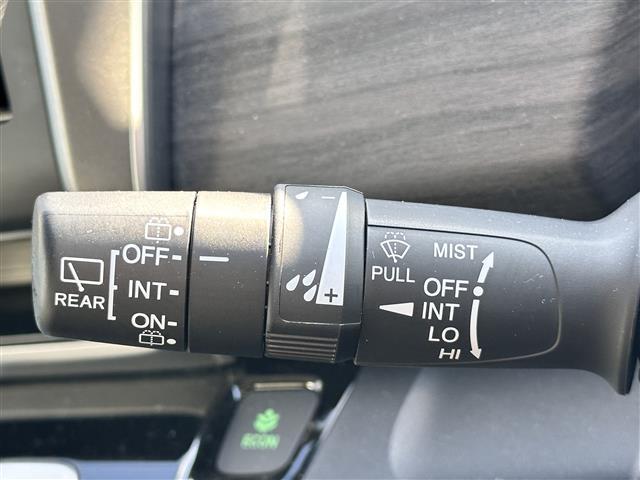 OFF
INT
ON
REAR
−
+
PULL
MIST
OFF
INT
LO
HI
ECON